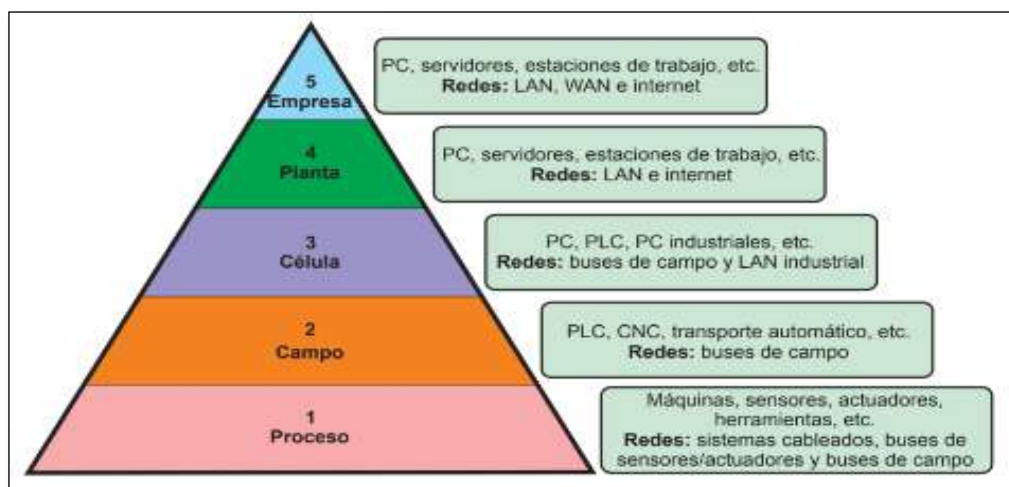 5
Empresa
PC, servidores, estaciones de trabajo, etc.
Redes: LAN, WAN e internet
4
Planta
PC, servidores, estaciones de trabajo, etc.
Redes: LAN e internet
3
Célula
PC, PLC, PC industriales, etc.
Redes: buses de campo y LAN industrial
2
Campo
PLC, CNC, transporte automático, etc.
Redes: buses de campo
1
Proceso
Máquinas, sensores, actuadores,
herramientas, etc.
Redes: sistemas cableados, buses de
sensores/actuadores y buses de campo